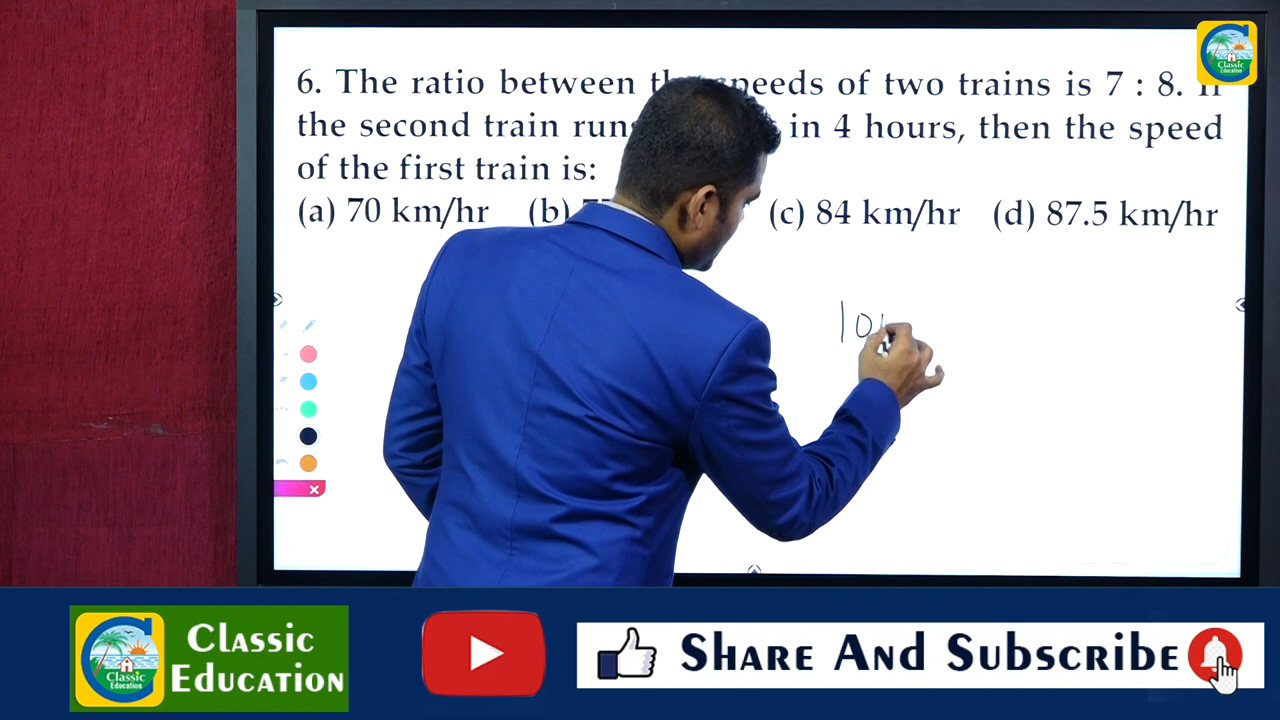 6. The ratio between speeds of two trains is 7 : 8. If
the second train in 4 hours, then the speed
of the first train is:
(a) 70 km/hr (b) (c) 84 km/hr (d) 87.5 km/hr
Classic
Education
Classic
Education
Classic
Education
Share And Subscribe